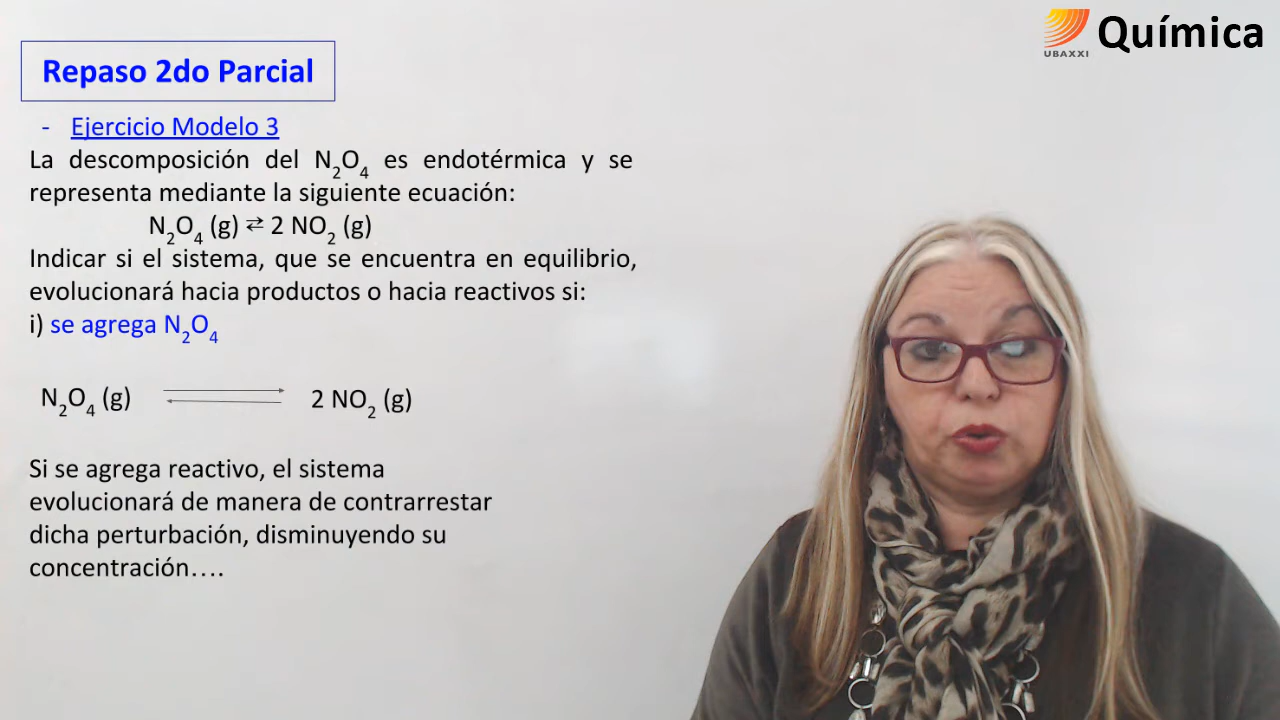 UBAXXI
Química
Repaso 2do Parcial
- Ejercicio Modelo 3
La descomposición del N₂O₄ es endotérmica y se
representa mediante la siguiente ecuación:
N₂O₄ (g) ⇄ 2 NO₂ (g)
Indicar si el sistema, que se encuentra en equilibrio,
evolucionará hacia productos o hacia reactivos si:
i) se agrega N₂O₄
N₂O₄ (g) ⇄ 2 NO₂ (g)
Si se agrega reactivo, el sistema
evolucionará de manera de contrarrestar
dicha perturbación, disminuyendo su
concentración….